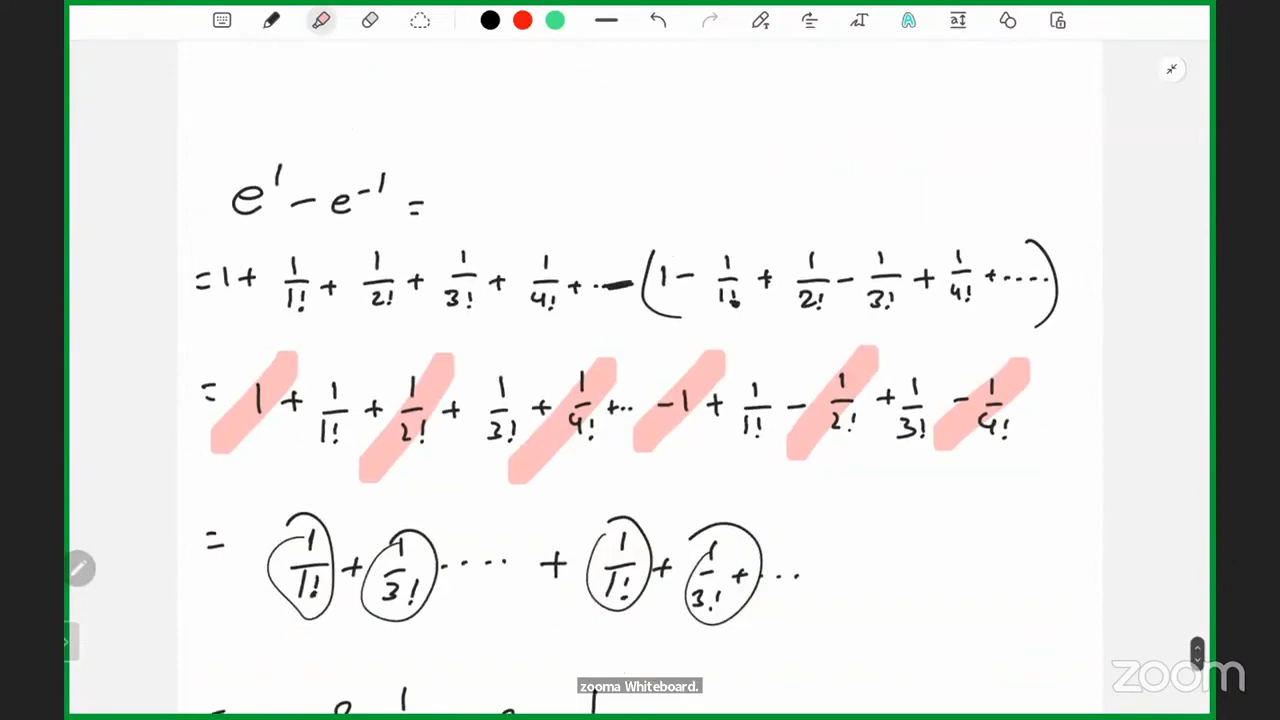 e¹ - e⁻¹ =
= 1 + 1/1! + 1/2! + 1/3! + 1/4! + ... - (1 - 1/1! + 1/2! - 1/3! + 1/4! + .....)
= 1 + 1/1! + 1/2! + 1/3! + 1/4! + ... - 1 + 1/1! - 1/2! + 1/3! - 1/4!
= 1/1! + 1/3! ..... + 1/1! + 1/3! + ...
zooma Whiteboard.
zoom